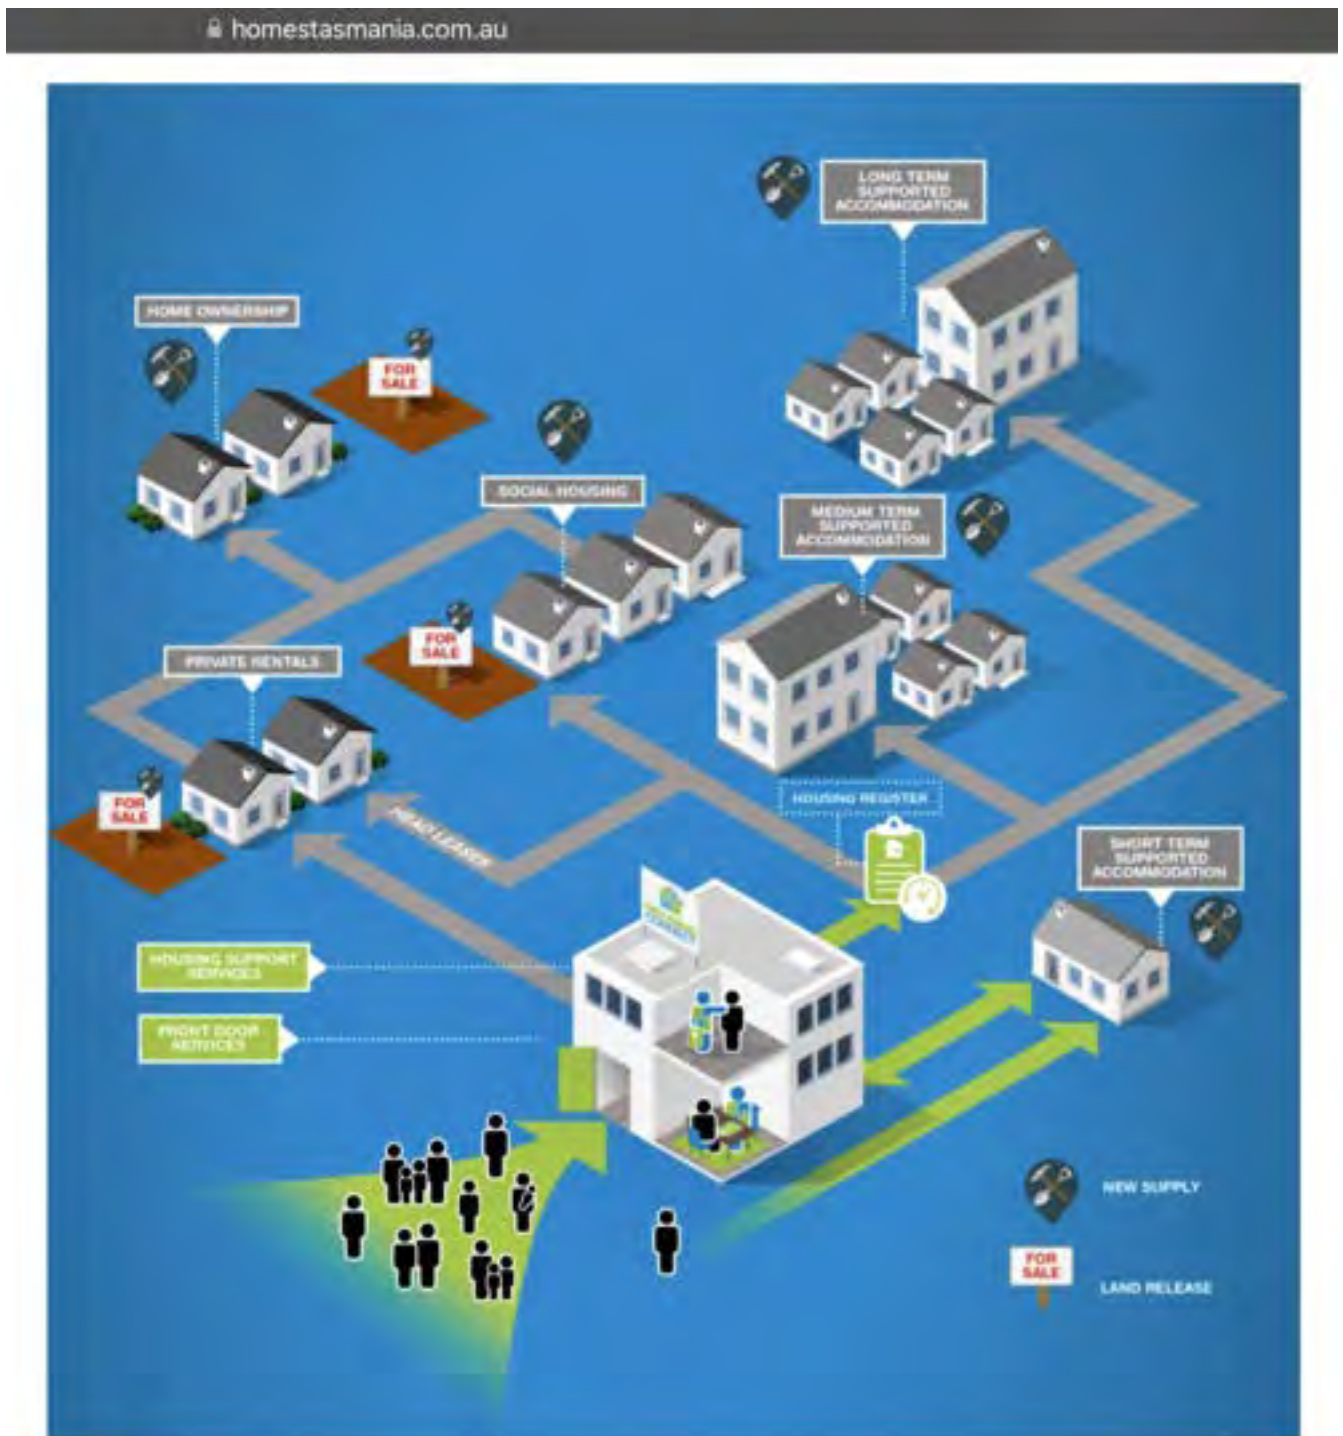 homestasmania.com.au
LONG TERM
SUPPORTED
ACCOMMODATION
HOME OWNERSHIP
FOR
SALE
SOCIAL HOUSING
MEDIUM TERM
SUPPORTED
ACCOMMODATION
FOR
SALE
PRIVATE RENTALS
FOR
SALE
HEAD LEASES
HOUSING REGISTER
SHORT TERM
SUPPORTED
ACCOMMODATION
HOUSING SUPPORT
SERVICES
FRONT DOOR
SERVICES
NEW SUPPLY
FOR
SALE
LAND RELEASE